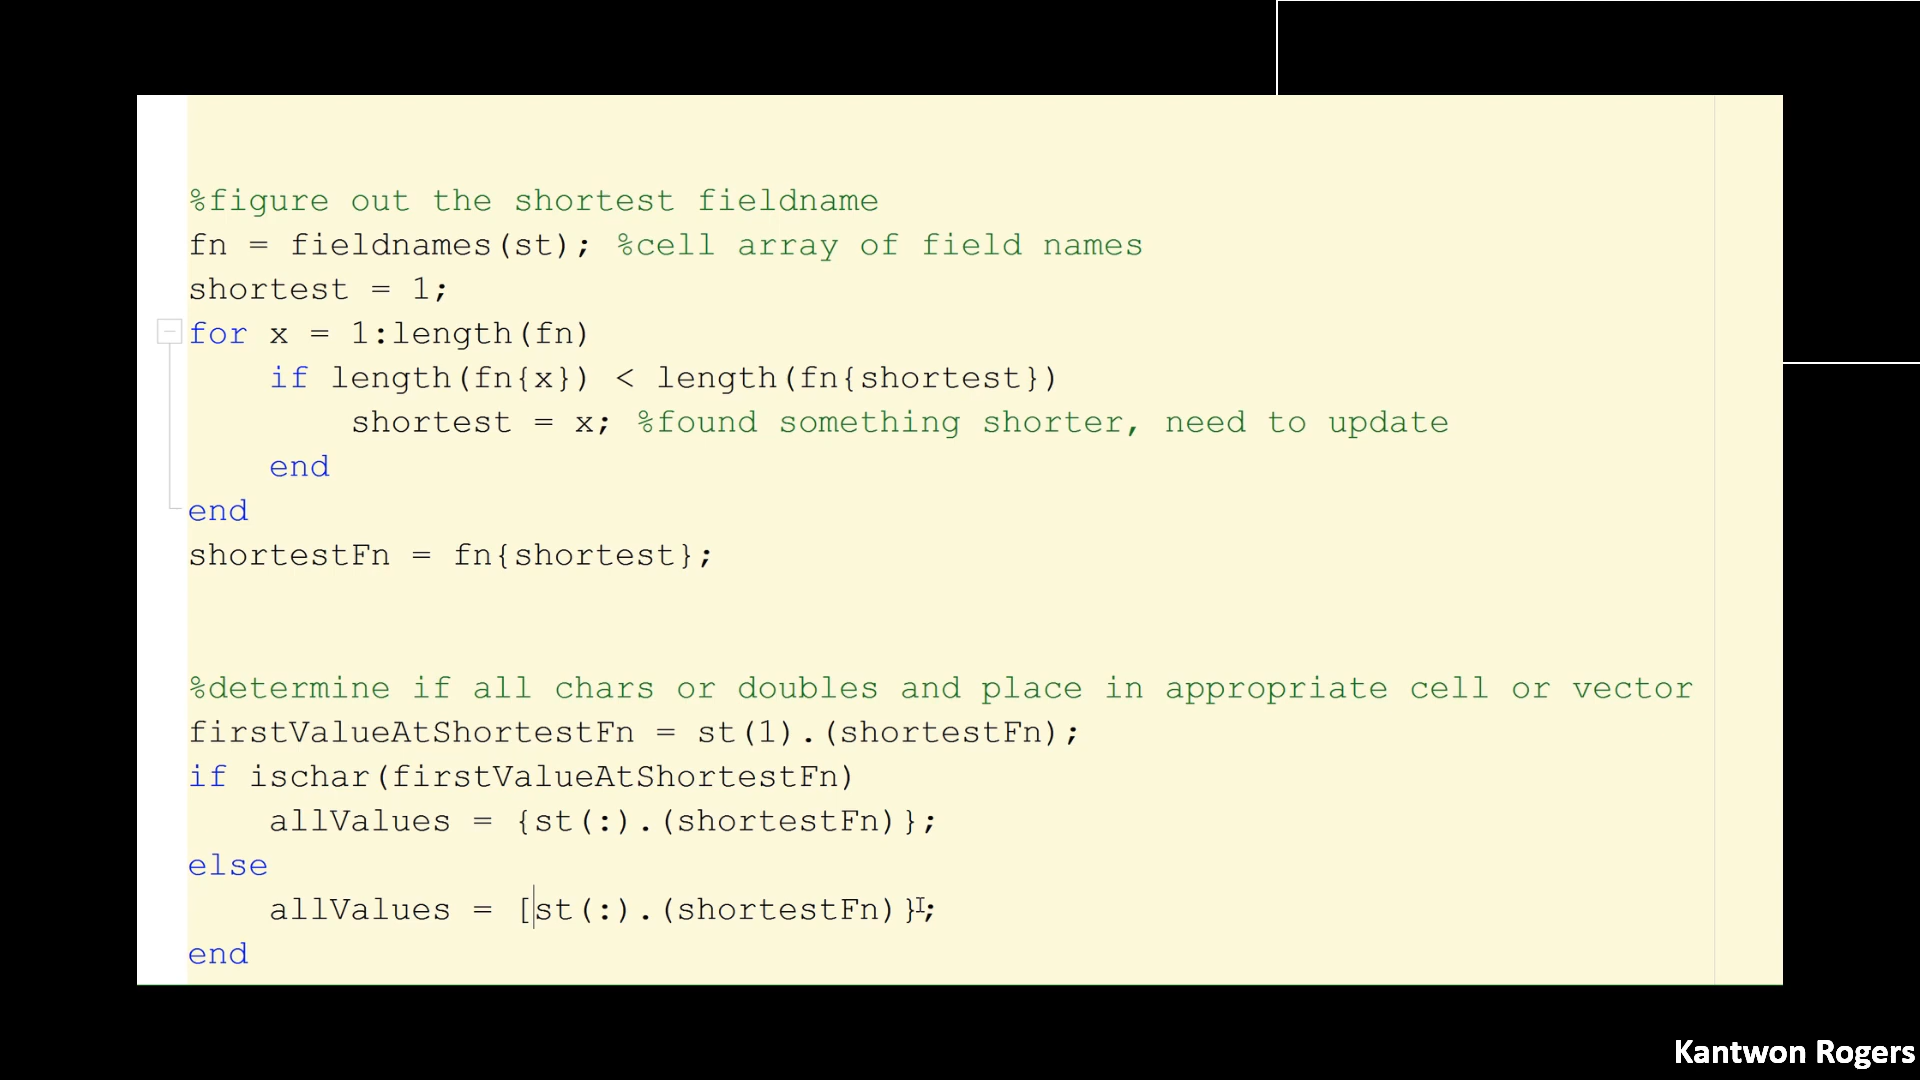 %figure out the shortest fieldname
fn = fieldnames(st); %cell array of field names
shortest = 1;
for x = 1:length(fn)
    if length(fn{x}) < length(fn{shortest})
        shortest = x; %found something shorter, need to update
    end
end
shortestFn = fn{shortest};
%determine if all chars or doubles and place in appropriate cell or vector
firstValueAtShortestFn = st(1).(shortestFn);
if ischar(firstValueAtShortestFn)
    allValues = {st(:).(shortestFn)};
else
    allValues = [st(:).(shortestFn)};
end
Kantwon Rogers